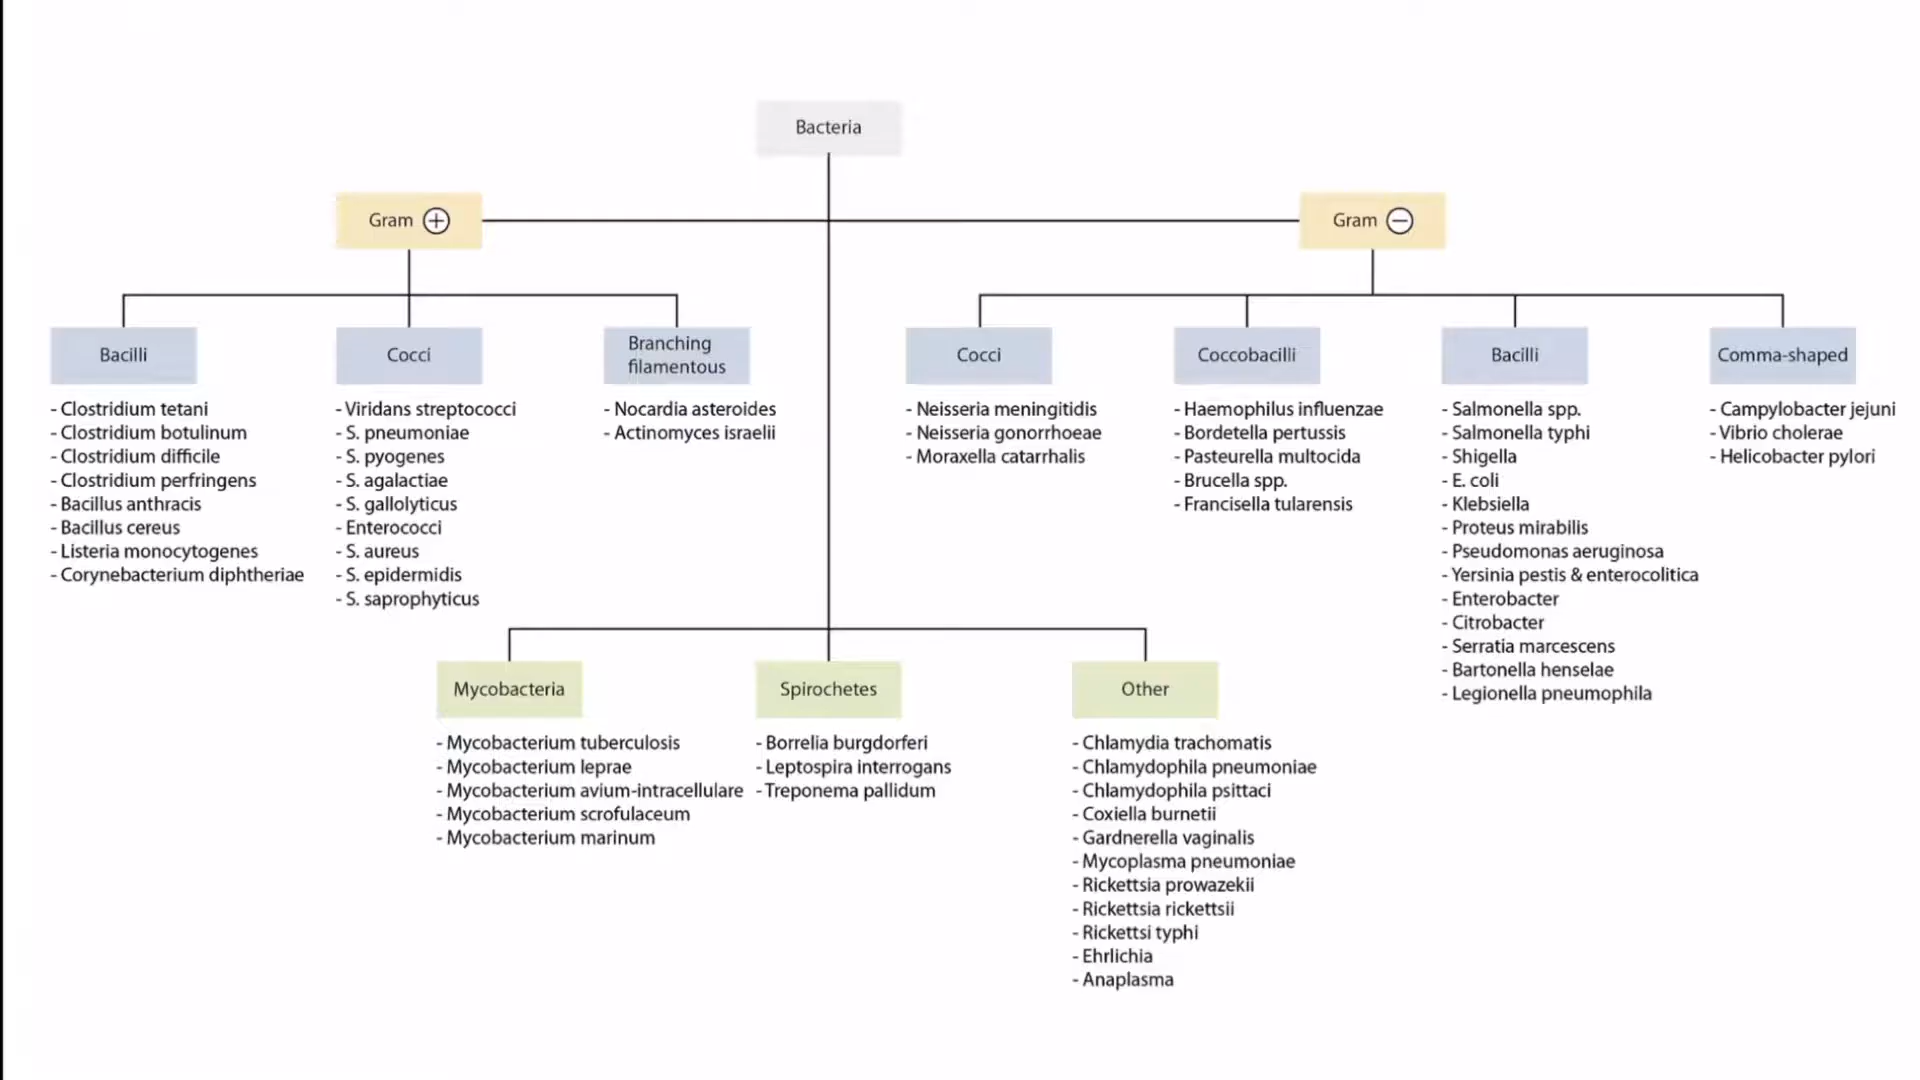 Bacteria
Gram +
Gram −
Bacilli
- Clostridium tetani
- Clostridium botulinum
- Clostridium difficile
- Clostridium perfringens
- Bacillus anthracis
- Bacillus cereus
- Listeria monocytogenes
- Corynebacterium diphtheriae
Cocci
- Viridans streptococci
- S. pneumoniae
- S. pyogenes
- S. agalactiae
- S. gallolyticus
- Enterococci
- S. aureus
- S. epidermidis
- S. saprophyticus
Branching
filamentous
- Nocardia asteroides
- Actinomyces israelii
Cocci
- Neisseria meningitidis
- Neisseria gonorrhoeae
- Moraxella catarrhalis
Coccobacilli
- Haemophilus influenzae
- Bordetella pertussis
- Pasteurella multocida
- Brucella spp.
- Francisella tularensis
Bacilli
- Salmonella spp.
- Salmonella typhi
- Shigella
- E. coli
- Klebsiella
- Proteus mirabilis
- Pseudomonas aeruginosa
- Yersinia pestis & enterocolitica
- Enterobacter
- Citrobacter
- Serratia marcescens
- Bartonella henselae
- Legionella pneumophila
Comma-shaped
- Campylobacter jejuni
- Vibrio cholerae
- Helicobacter pylori
Mycobacteria
- Mycobacterium tuberculosis
- Mycobacterium leprae
- Mycobacterium avium-intracellulare
- Mycobacterium scrofulaceum
- Mycobacterium marinum
Spirochetes
- Borrelia burgdorferi
- Leptospira interrogans
- Treponema pallidum
Other
- Chlamydia trachomatis
- Chlamydophila pneumoniae
- Chlamydophila psittaci
- Coxiella burnetii
- Gardnerella vaginalis
- Mycoplasma pneumoniae
- Rickettsia prowazekii
- Rickettsia rickettsii
- Rickettsi typhi
- Ehrlichia
- Anaplasma